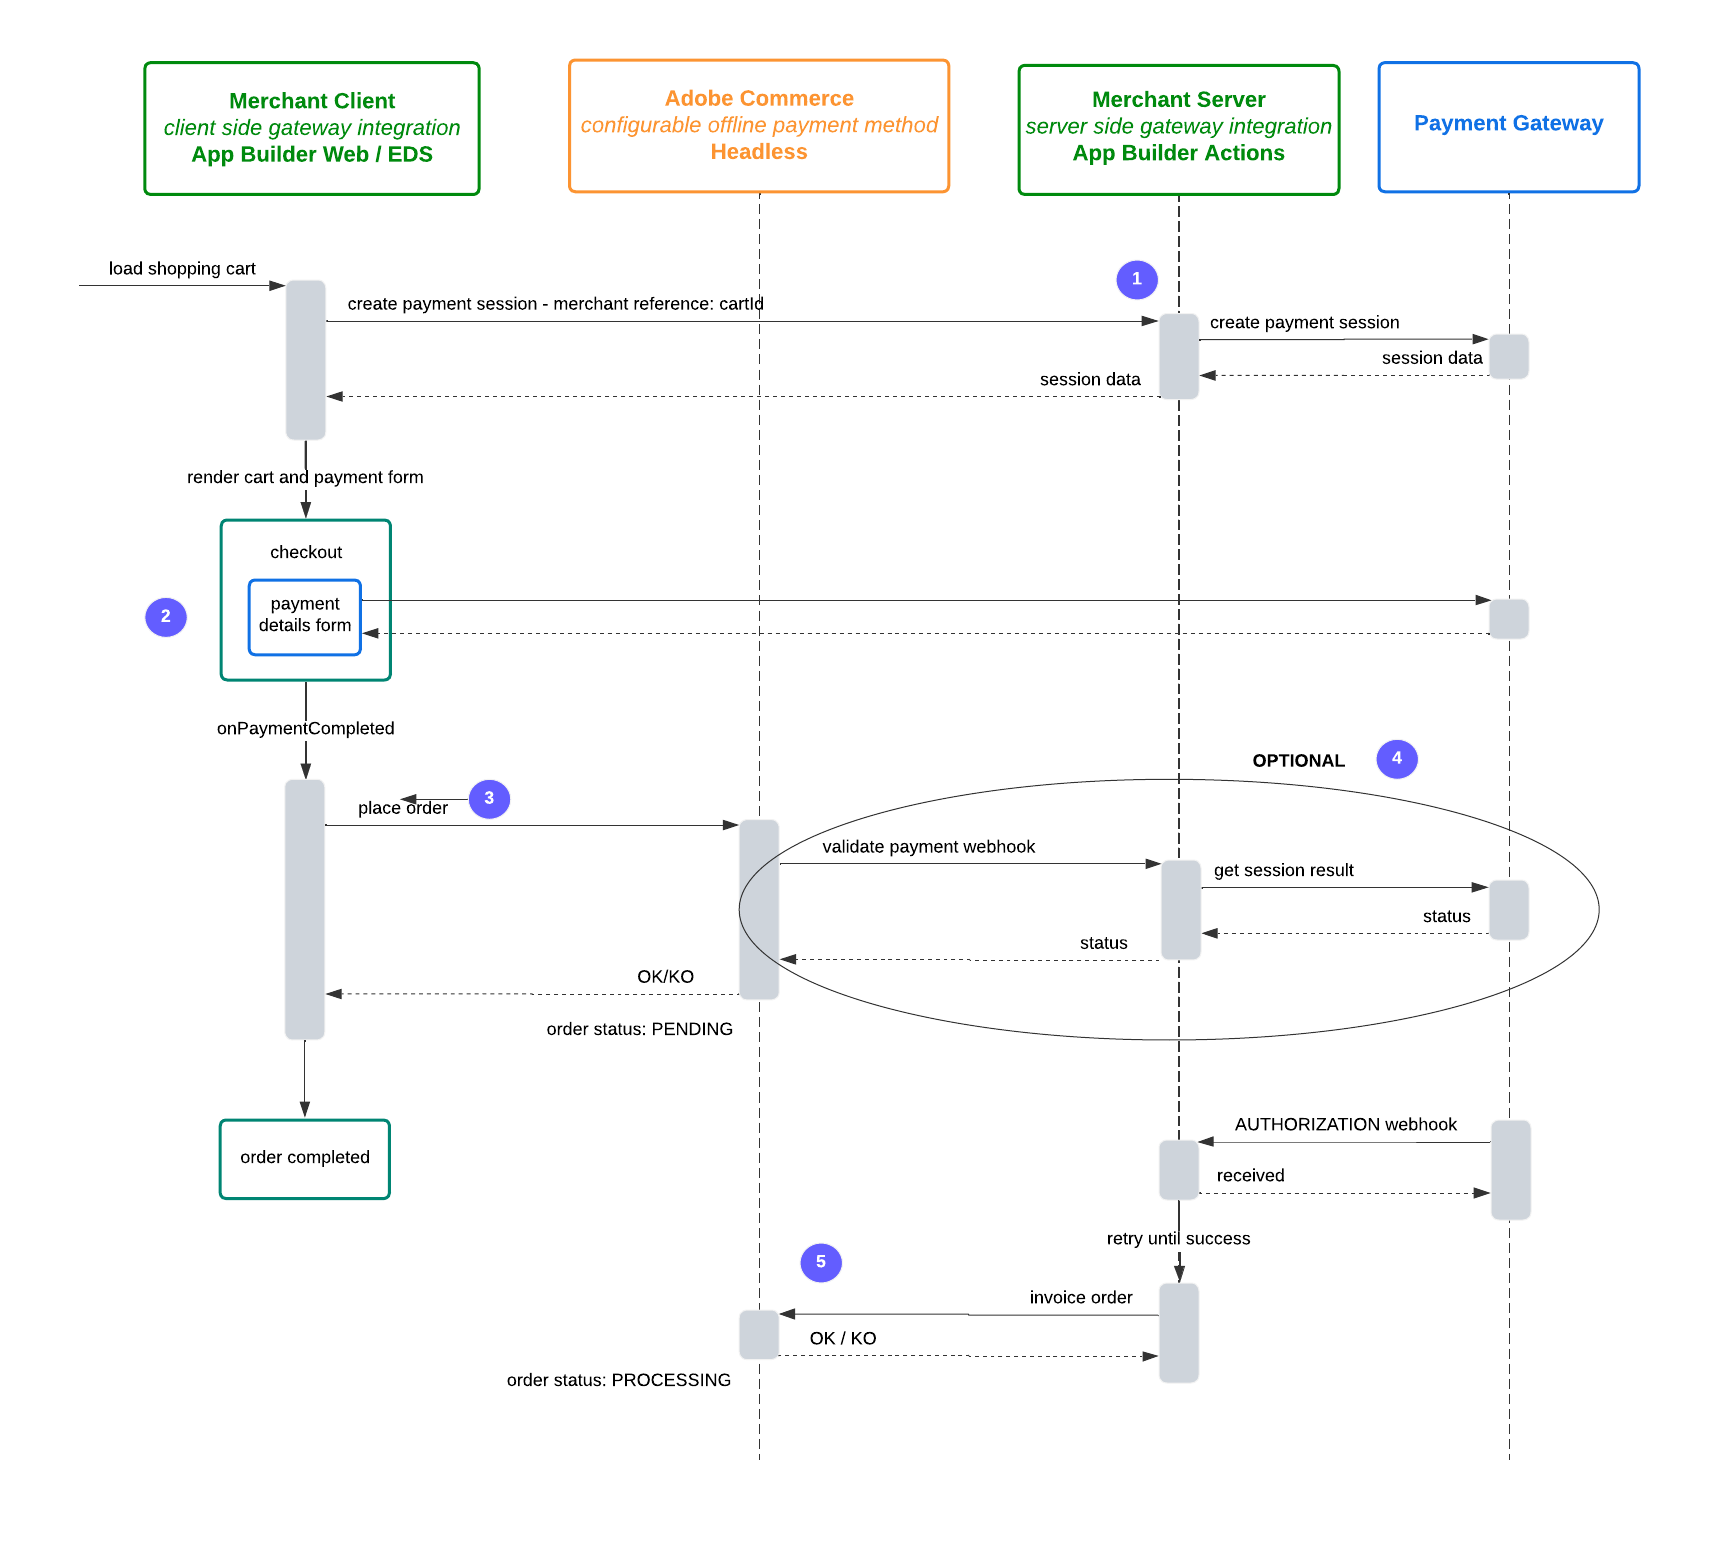 Merchant Client
client side gateway integration
App Builder Web / EDS
Adobe Commerce
configurable offline payment method
Headless
Merchant Server
server side gateway integration
App Builder Actions
Payment Gateway
load shopping cart
1
create payment session - merchant reference: cartId
create payment session
session data
session data
render cart and payment form
checkout
payment
details form
2
onPaymentCompleted
OPTIONAL
4
3
place order
validate payment webhook
get session result
status
status
OK/KO
order status: PENDING
AUTHORIZATION webhook
order completed
received
retry until success
5
invoice order
OK / KO
order status: PROCESSING